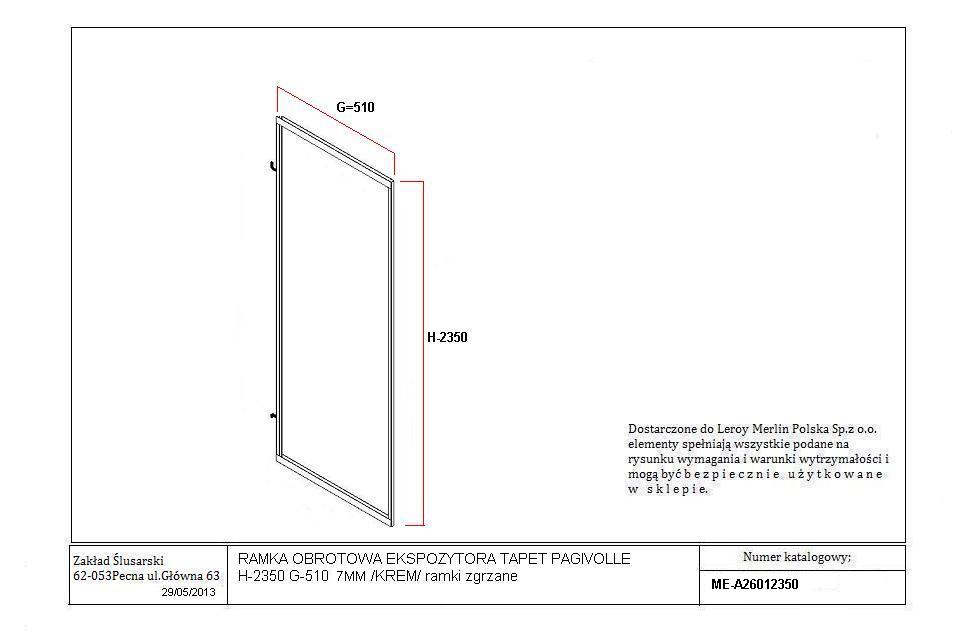 G=510
H-2350
Dostarczone do Leroy Merlin Polska Sp.z o.o.
elementy spełniają wszystkie podane na
rysunku wymagania i warunki wytrzymałości i
mogą być b e z p i e c z n i e  u ż y t k o w a n e
w  s k l e p i e.
Zakład Ślusarski
62-053Pecna ul.Główna 63
29/05/2013
RAMKA OBROTOWA EKSPOZYTORA TAPET PAGIVOLLE
H-2350 G-510  7MM /KREM/ ramki zgrzane
Numer katalogowy;
ME-A26012350